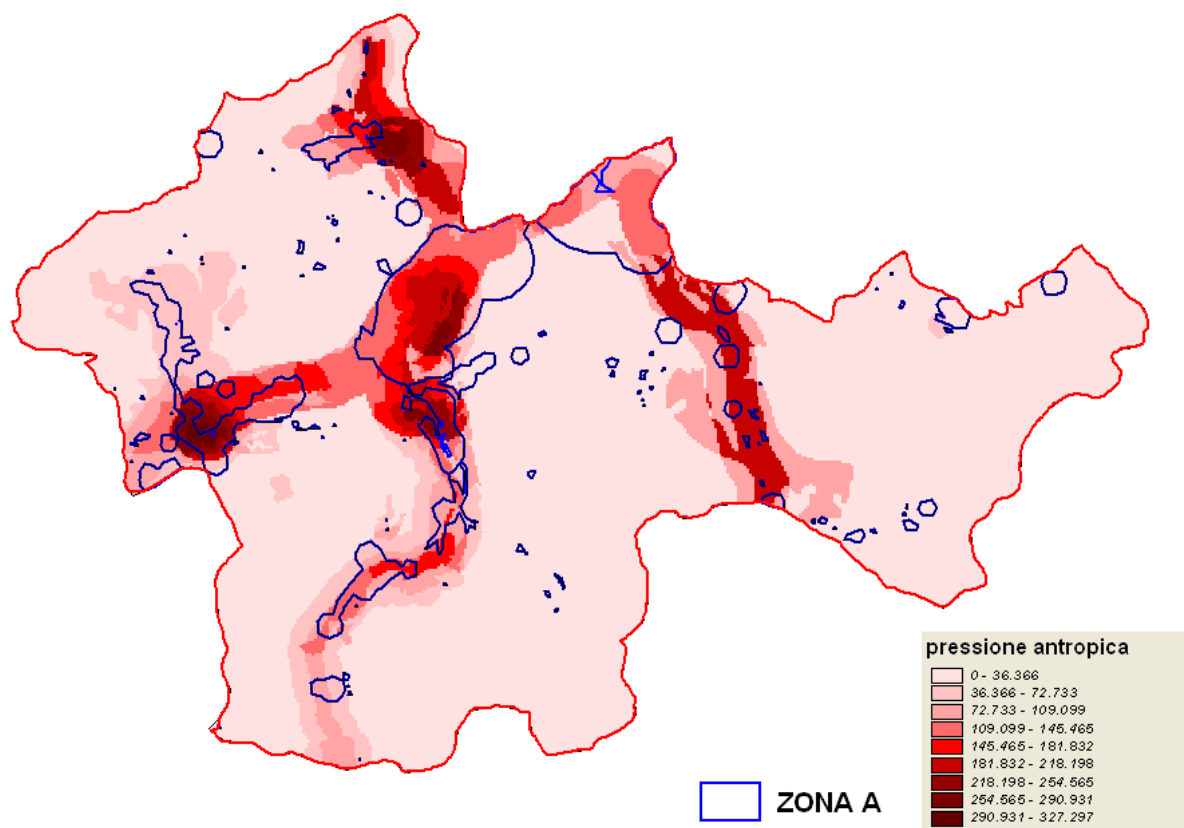 pressione antropica
0 - 36.366
36.366 - 72.733
72.733 - 109.099
109.099 - 145.465
145.465 - 181.832
181.832 - 218.198
218.198 - 254.565
254.565 - 290.931
290.931 - 327.297
ZONA A